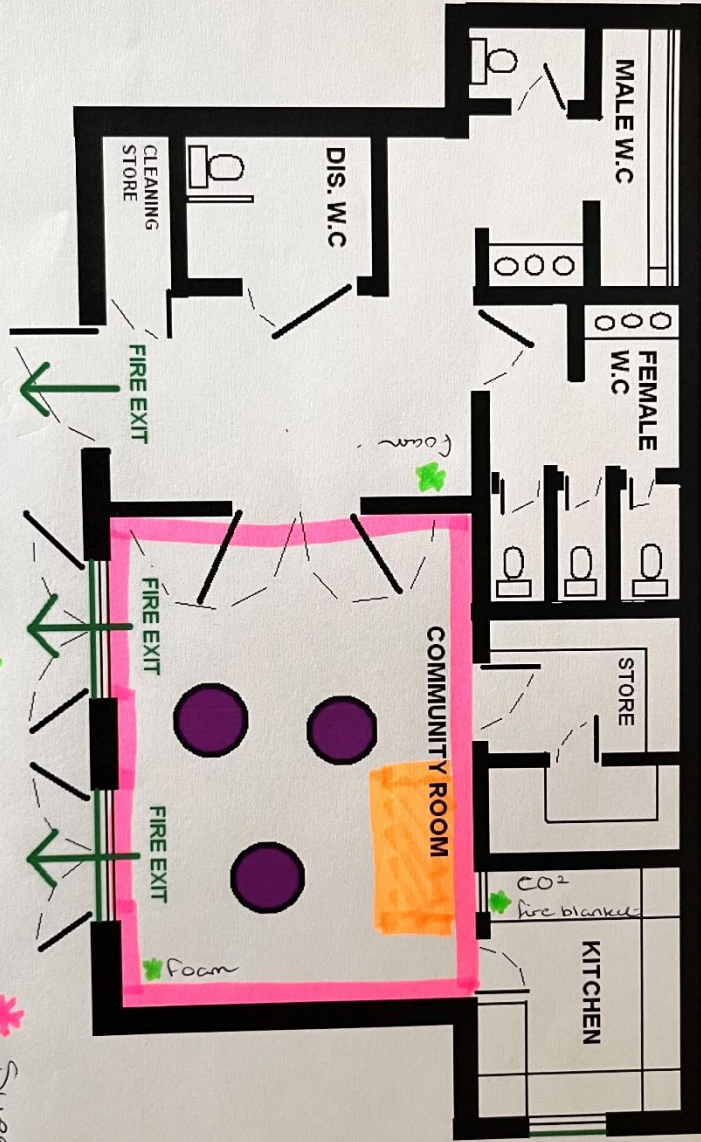 MALE W.C
FEMALE
W.C
STORE
KITCHEN
CO²
fire blanket
DIS. W.C
Foam
COMMUNITY ROOM
Foam
CLEANING
STORE
FIRE EXIT
FIRE EXIT
FIRE EXIT